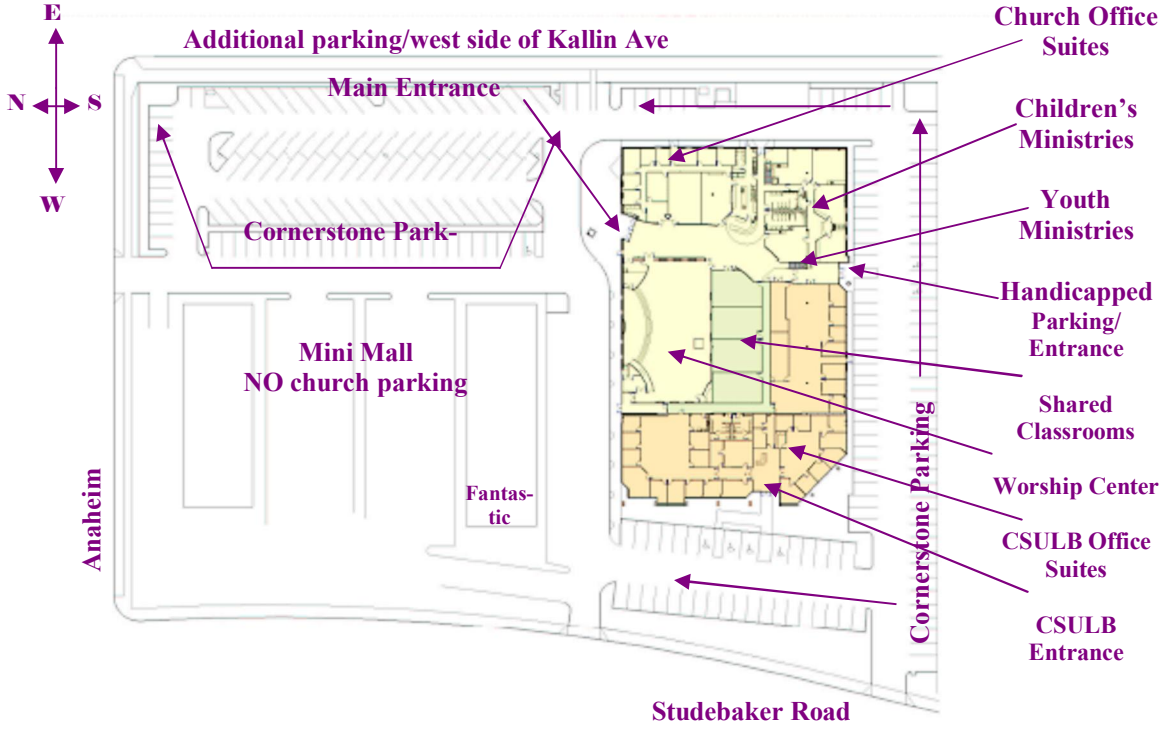 E
N
S
W
Additional parking/west side of Kallin Ave
Main Entrance
Cornerstone Park-
Mini Mall
NO church parking
Fantas-
tic
Anaheim
Studebaker Road
Cornerstone Parking
Church Office
Suites
Children’s
Ministries
Youth
Ministries
Handicapped
Parking/
Entrance
Shared
Classrooms
Worship Center
CSULB Office
Suites
CSULB
Entrance